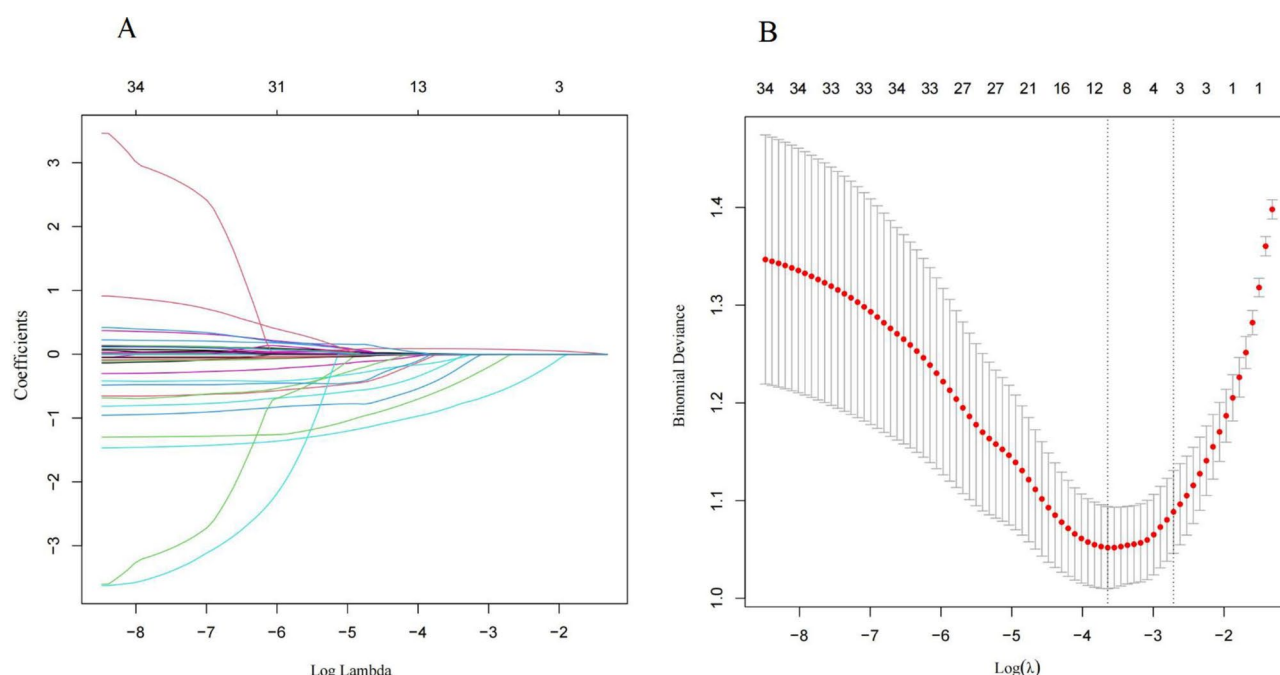 A
34 31 13 3
3
2
1
0
−1
−2
−3
Coefficients
−8 −7 −6 −5 −4 −3 −2
Log Lambda
B
34 34 33 33 34 33 27 27 21 16 12 8 4 3 3 1 1
1.4
1.3
1.2
1.1
1.0
Binomial Deviance
−8 −7 −6 −5 −4 −3 −2
Log(λ)